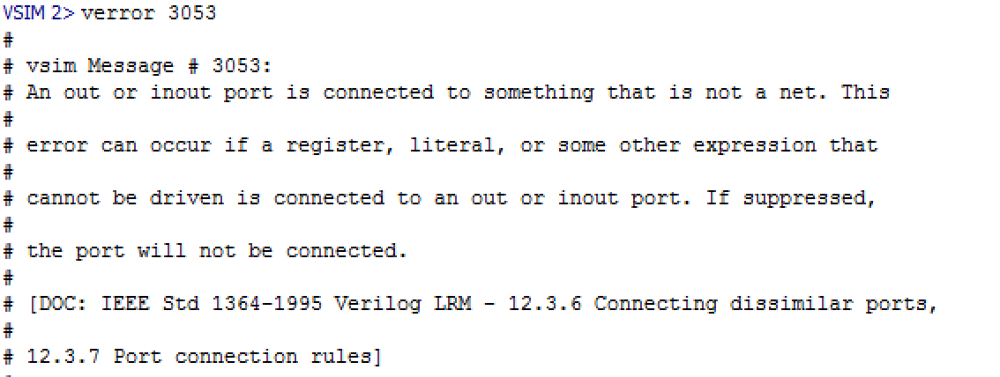 VSIM 2> verror 3053
#
# vsim Message # 3053:
# An out or inout port is connected to something that is not a net. This
#
# error can occur if a register, literal, or some other expression that
#
# cannot be driven is connected to an out or inout port. If suppressed,
#
# the port will not be connected.
#
# [DOC: IEEE Std 1364-1995 Verilog LRM - 12.3.6 Connecting dissimilar ports,
#
# 12.3.7 Port connection rules]